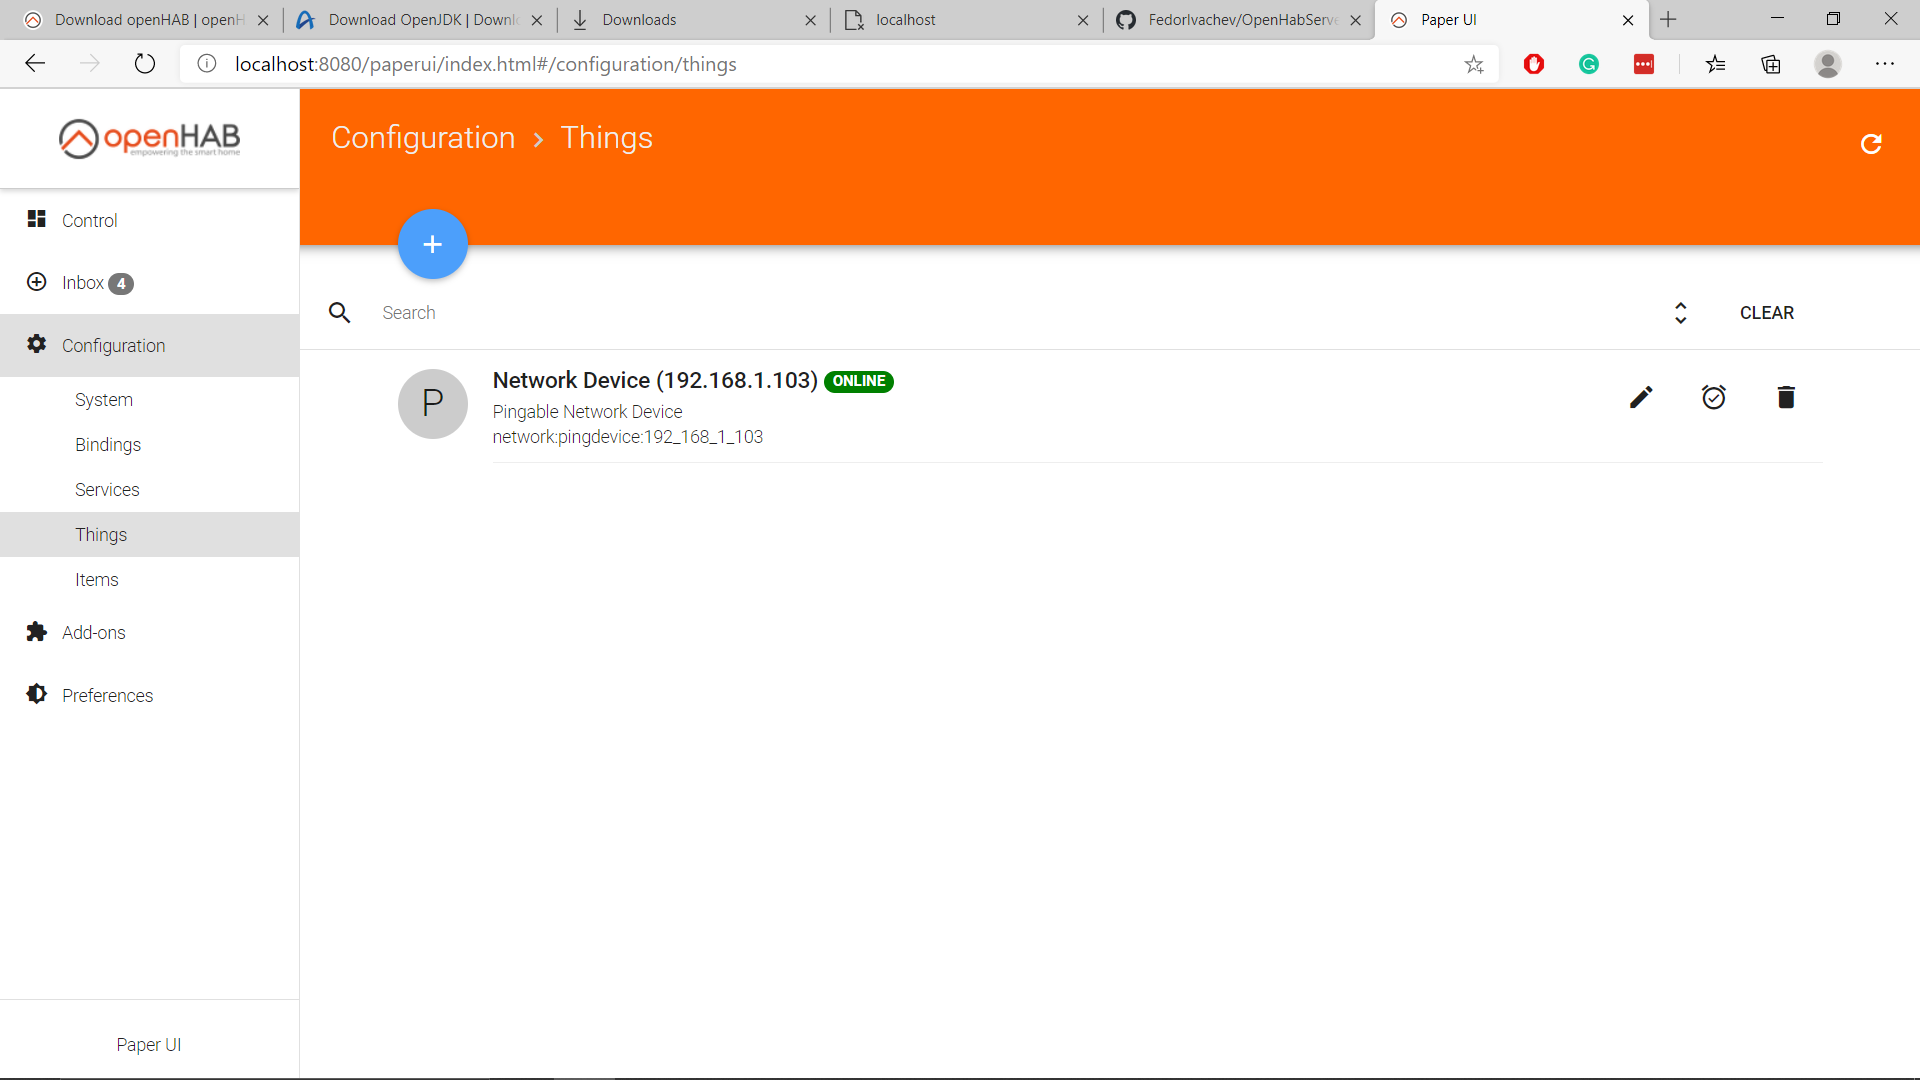 Download openHAB | openH
Download OpenJDK | Downl
Downloads
localhost
FedorIvachev/OpenHabServe
Paper UI
localhost:8080/paperui/index.html#/configuration/things
openHAB
empowering the smart home
Configuration > Things
Control
Inbox 4
Configuration
System
Bindings
Services
Things
Items
Add-ons
Preferences
Paper UI
+
Search
CLEAR
P
Network Device (192.168.1.103) ONLINE
Pingable Network Device
network:pingdevice:192_168_1_103